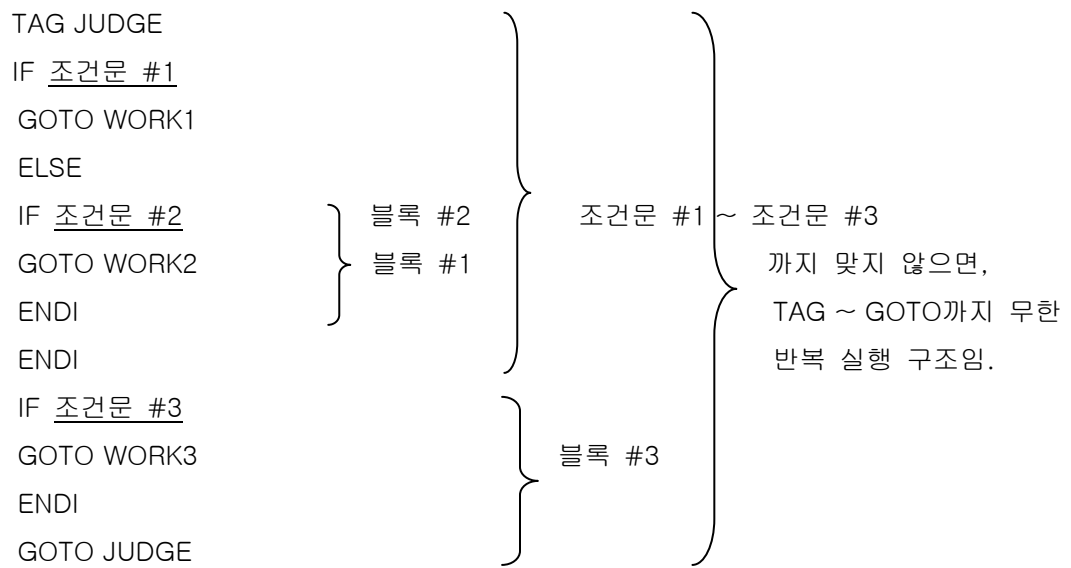 TAG JUDGE
IF 조건문 #1
GOTO WORK1
ELSE
IF 조건문 #2 블록 #2 조건문 #1 ~ 조건문 #3
GOTO WORK2 블록 #1 까지 맞지 않으면,
ENDI TAG ~ GOTO까지 무한
ENDI 반복 실행 구조임.
IF 조건문 #3
GOTO WORK3 블록 #3
ENDI
GOTO JUDGE